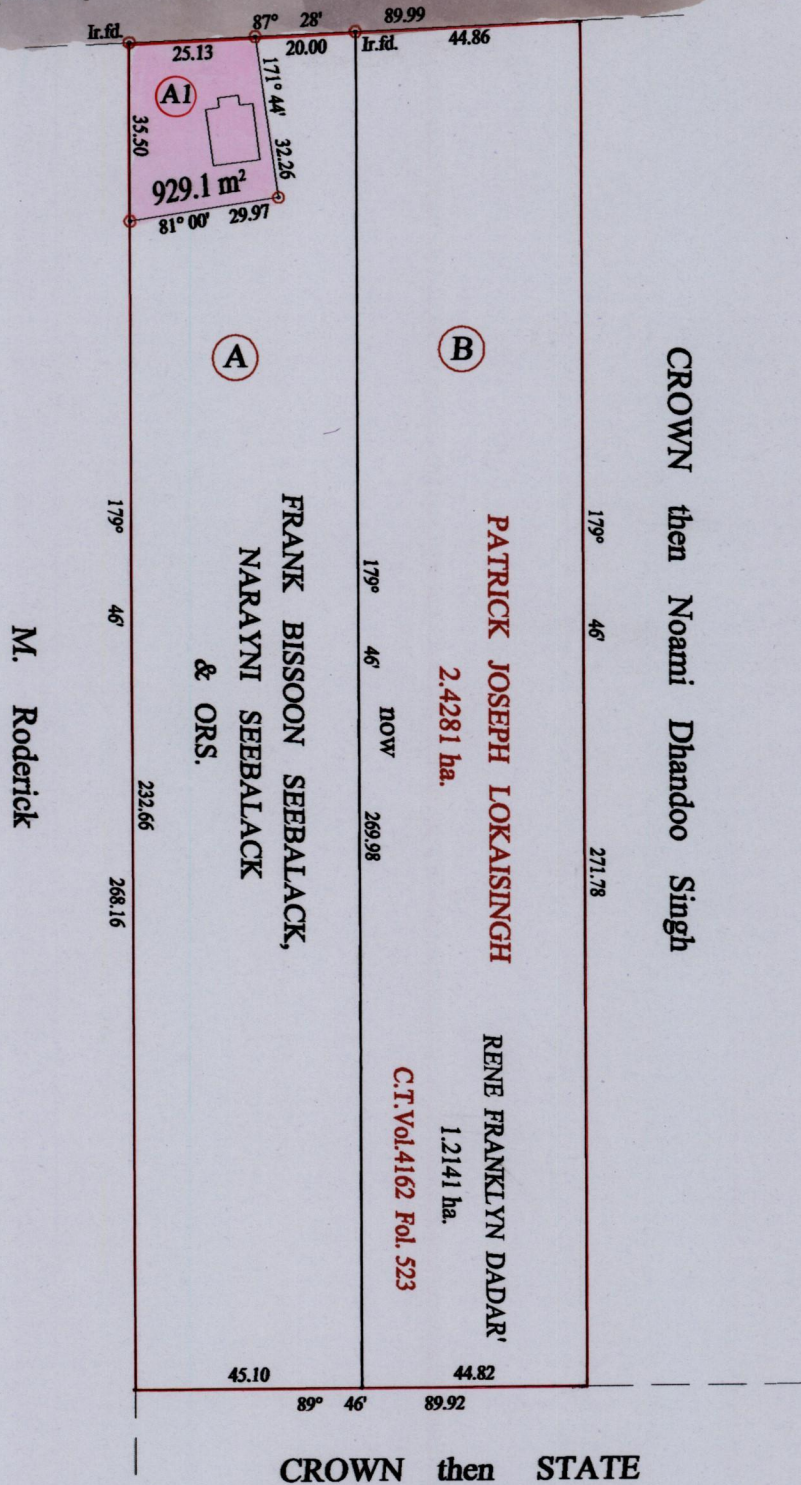 87° 28' 89.99
Ir.fd.
25.13
20.00
Ir.fd.
44.86
A1
171° 44' 32.26
35.50
929.1 m²
81° 00' 29.97
A
B
CROWN then Noami Dhandoo Singh
179° 46' 271.78
PATRICK JOSEPH LOKAISINGH
2.4281 ha.
RENE FRANKLYN DADAR'
1.2141 ha.
C.T.Vol.4162 Fol. 523
179° 46' 269.98
now
FRANK BISSOON SEEBALACK,
NARAYNI SEEBALACK
& ORS.
232.66
179° 46' 268.16
M. Roderick
45.10
44.82
89° 46' 89.92
CROWN then STATE